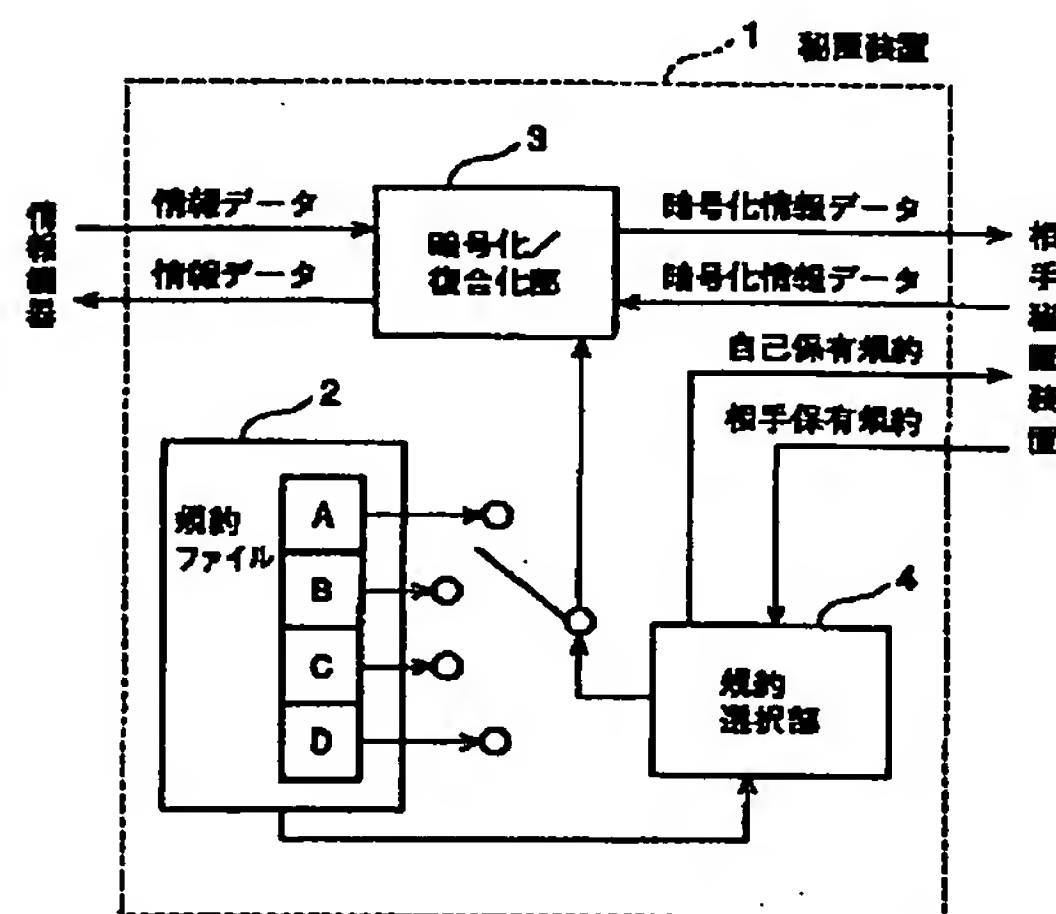 1 秘匿装置
3
情報データ
情報データ
情報機器
暗号化／
復合化部
暗号化情報データ
暗号化情報データ
自己保有規約
相手保有規約
相手秘匿装置
2
規約
ファイル
A
B
C
D
4
規約
選択部